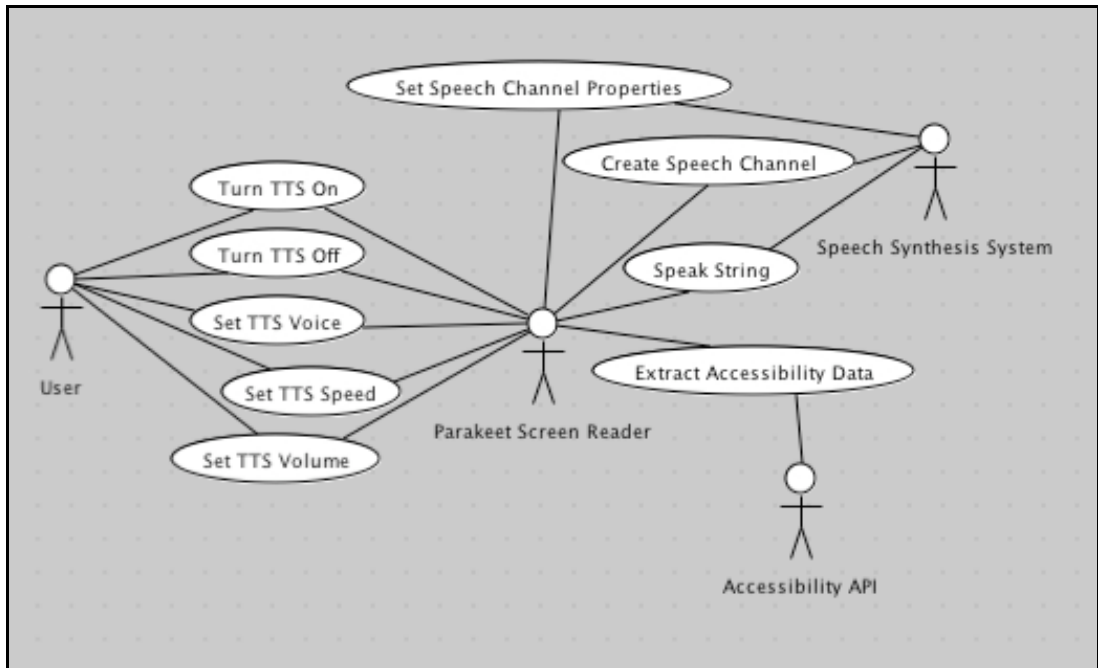 Set Speech Channel Properties
Create Speech Channel
Turn TTS On
Speech Synthesis System
Turn TTS Off
Speak String
Set TTS Voice
Extract Accessibility Data
User
Set TTS Speed
Parakeet Screen Reader
Set TTS Volume
Accessibility API